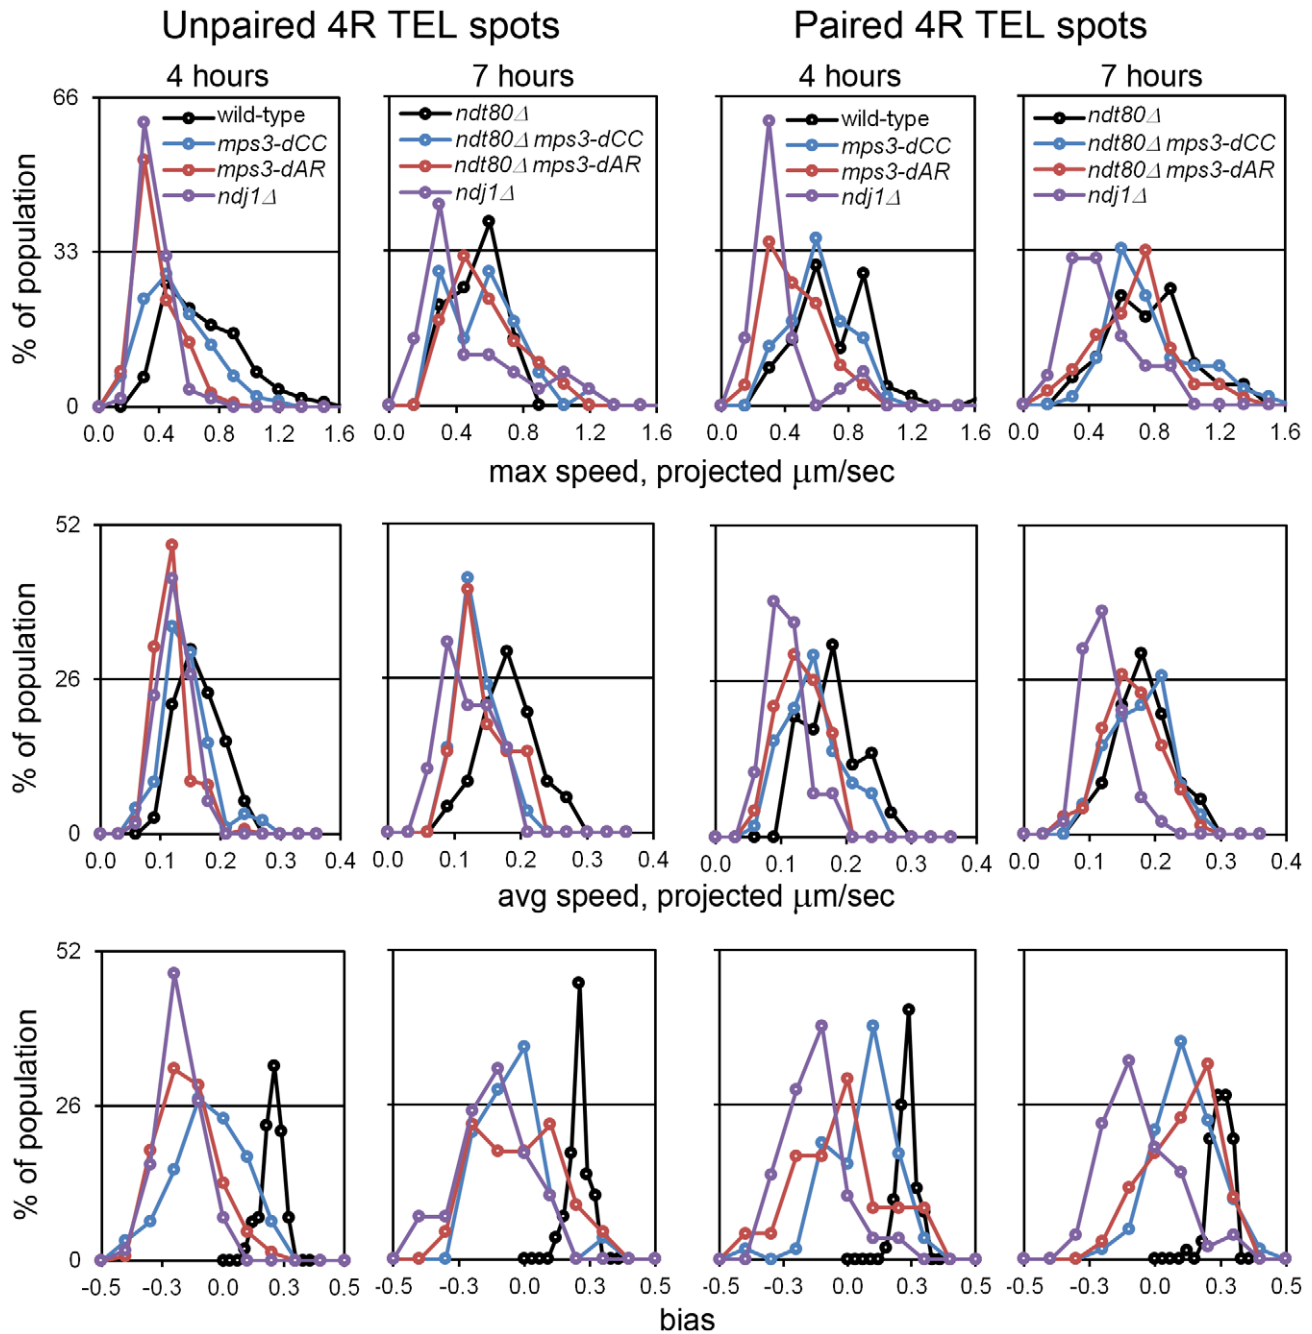 Unpaired 4R TEL spots
Paired 4R TEL spots
4 hours
7 hours
4 hours
7 hours
% of population
66
33
0
wild-type
mps3-dCC
mps3-dAR
ndj1Δ
ndt80Δ
ndt80Δ mps3-dCC
ndt80Δ mps3-dAR
ndj1Δ
wild-type
mps3-dCC
mps3-dAR
ndj1Δ
ndt80Δ
ndt80Δ mps3-dCC
ndt80Δ mps3-dAR
ndj1Δ
0.0 0.4 0.8 1.2 1.6
0.0 0.4 0.8 1.2 1.6
0.0 0.4 0.8 1.2 1.6
0.0 0.4 0.8 1.2 1.6
max speed, projected μm/sec
% of population
52
26
0
0.0 0.1 0.2 0.3 0.4
0.0 0.1 0.2 0.3 0.4
0.0 0.1 0.2 0.3 0.4
0.0 0.1 0.2 0.3 0.4
avg speed, projected μm/sec
% of population
52
26
0
-0.5 -0.3 0.0 0.3 0.5
-0.5 -0.3 0.0 0.3 0.5
-0.5 -0.3 0.0 0.3 0.5
-0.5 -0.3 0.0 0.3 0.5
bias